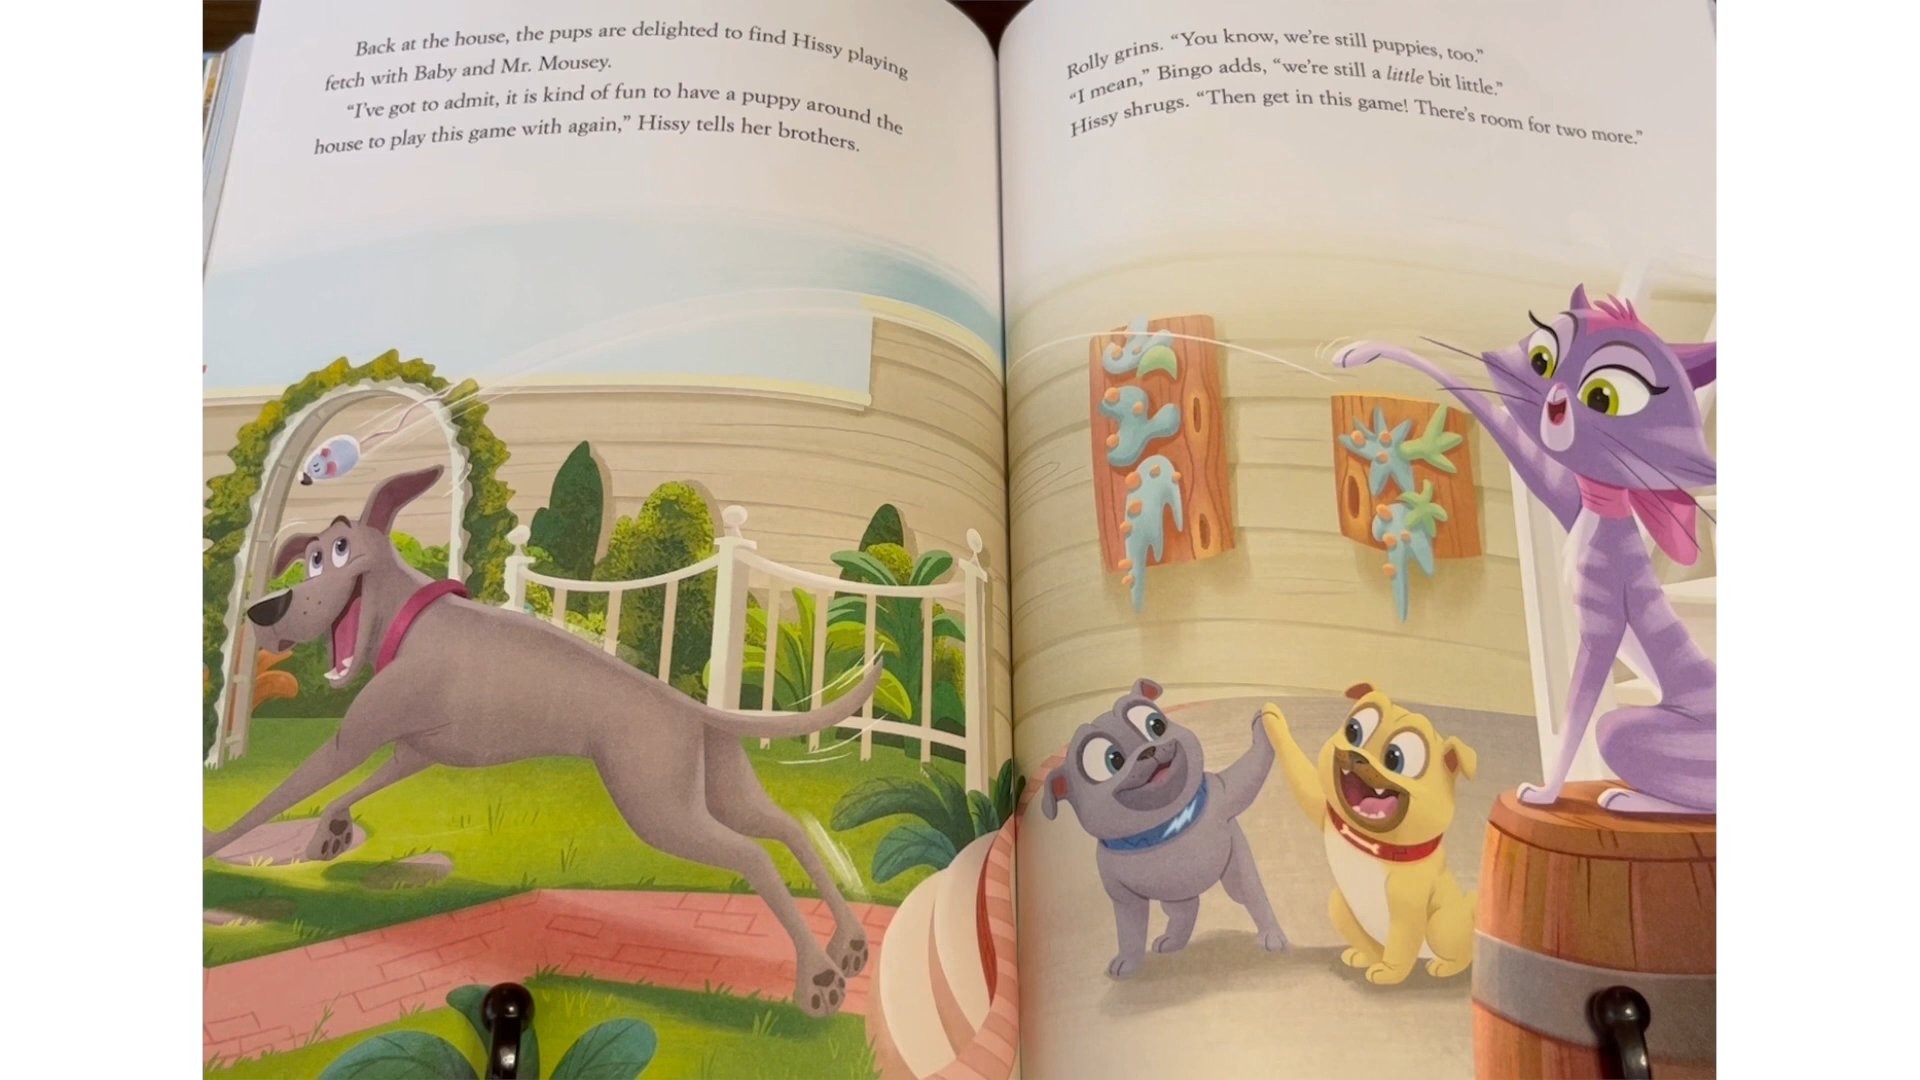 Back at the house, the pups are delighted to find Hissy playing
fetch with Baby and Mr. Mousey.
“I’ve got to admit, it is kind of fun to have a puppy around the
house to play this game with again,” Hissy tells her brothers.
Rolly grins. “You know, we’re still puppies, too.”
“I mean,” Bingo adds, “we’re still a little bit little.”
Hissy shrugs. “Then get in this game! There’s room for two more.”